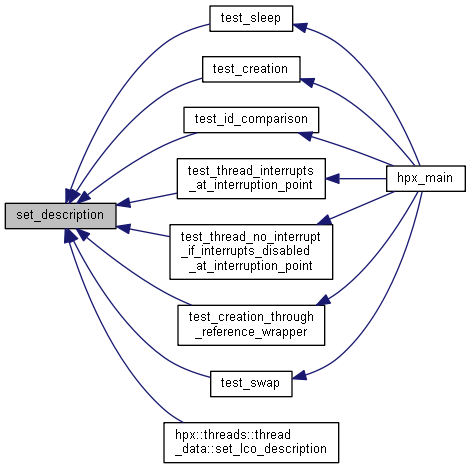 test_sleep
test_creation
test_id_comparison
test_thread_interrupts
_at_interruption_point
hpx_main
set_description
test_thread_no_interrupt
_if_interrupts_disabled
_at_interruption_point
test_creation_through
_reference_wrapper
test_swap
hpx::threads::thread
_data::set_lco_description